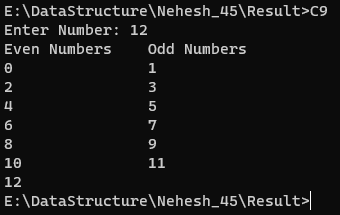 E:\DataStructure\Nehesh_45\Result>C9
Enter Number: 12
Even Numbers    Odd Numbers
0               1
2               3
4               5
6               7
8               9
10              11
12
E:\DataStructure\Nehesh_45\Result>